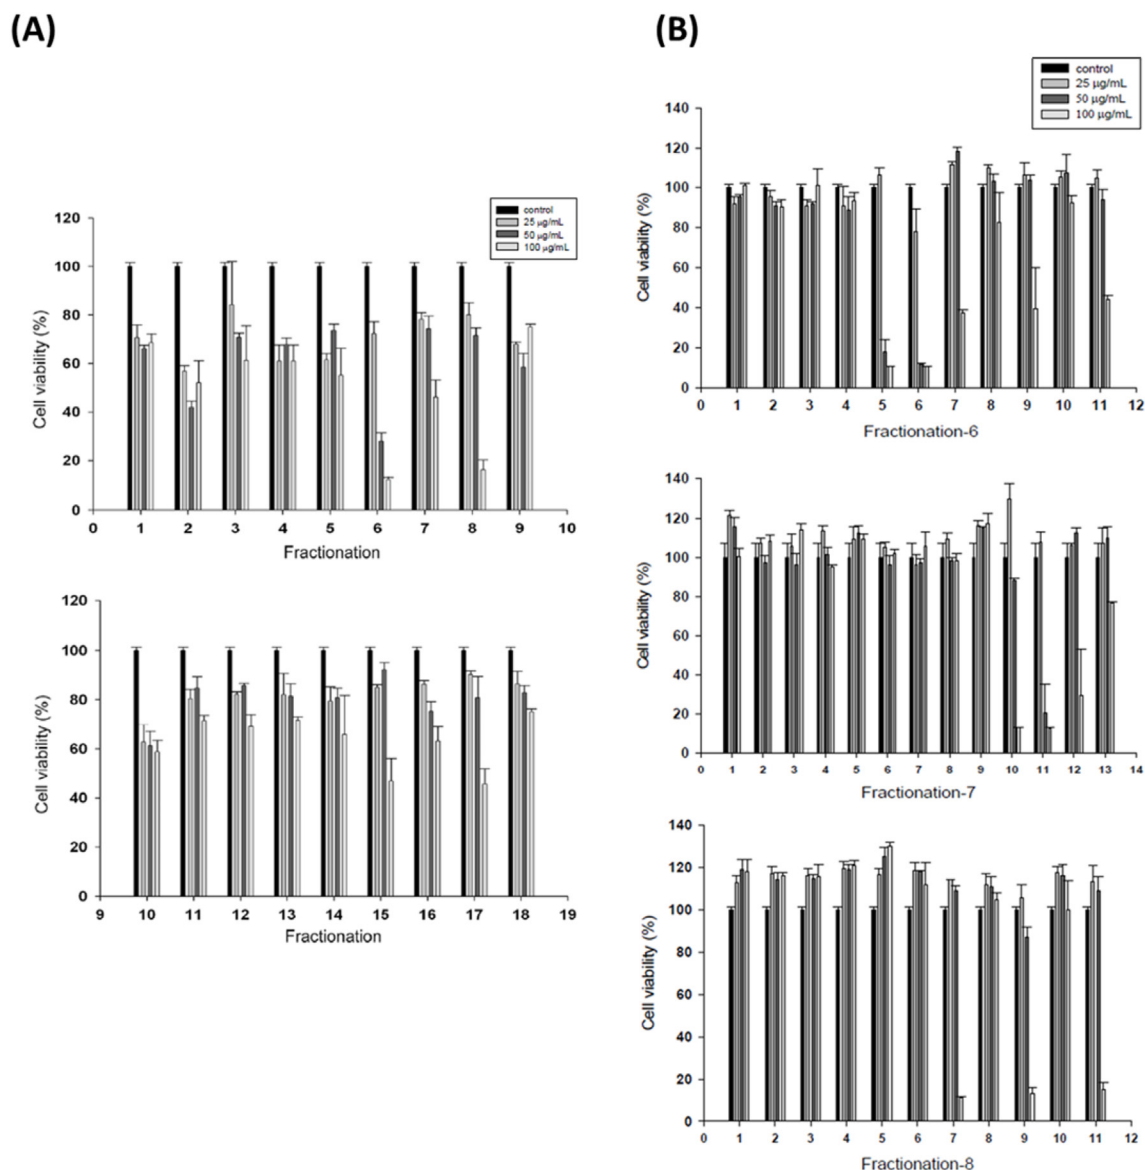 (A)
(B)
control
25 μg/mL
50 μg/mL
100 μg/mL
120
100
80
60
40
20
0
Cell viability (%)
0 1 2 3 4 5 6 7 8 9 10
Fractionation
120
100
80
60
40
20
0
Cell viability (%)
9 10 11 12 13 14 15 16 17 18 19
Fractionation
control
25 μg/mL
50 μg/mL
100 μg/mL
140
120
100
80
60
40
20
0
Cell viability (%)
0 1 2 3 4 5 6 7 8 9 10 11 12
Fractionation-6
140
120
100
80
60
40
20
0
Cell viability (%)
0 1 2 3 4 5 6 7 8 9 10 11 12 13 14
Fractionation-7
140
120
100
80
60
40
20
0
Cell viability (%)
0 1 2 3 4 5 6 7 8 9 10 11 12
Fractionation-8